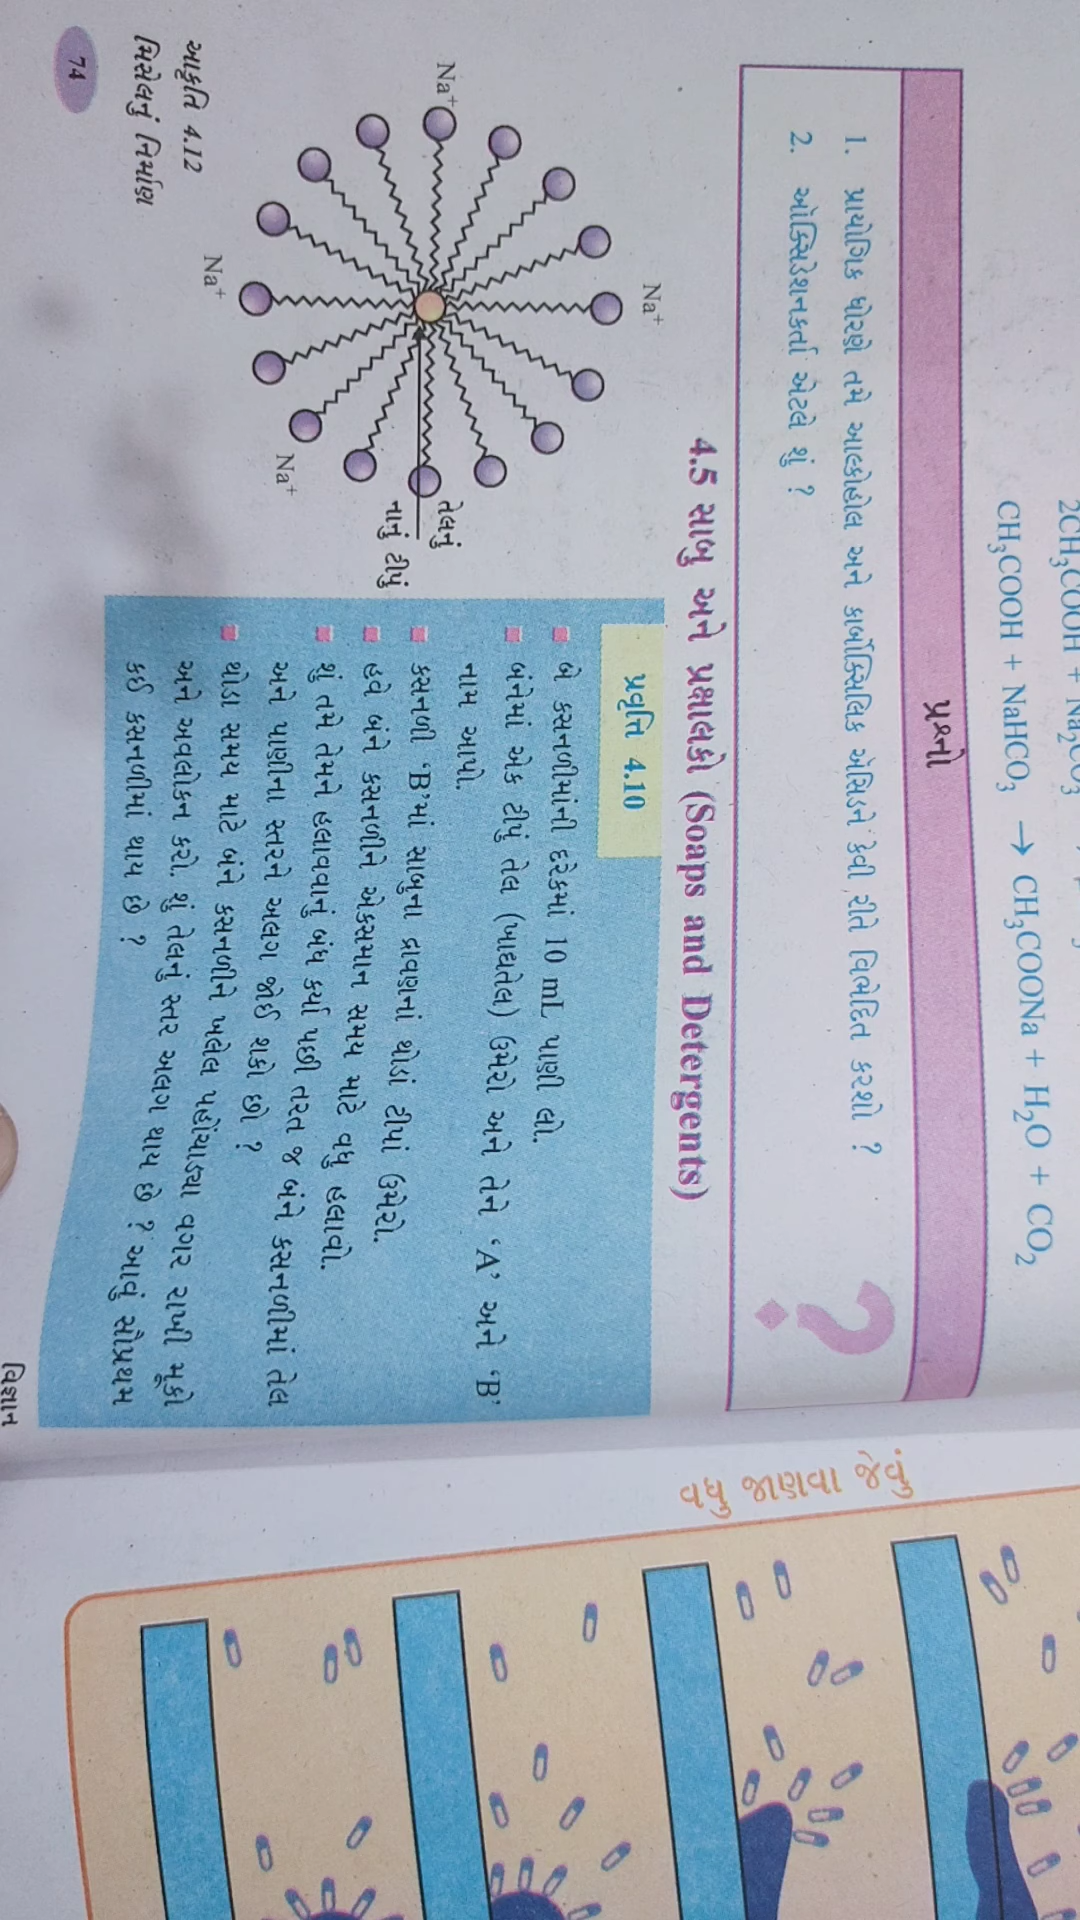 CH₃COOH + NaHCO₃ → CH₃COONa + H₂O + CO₂
પ્રશ્નો
1. પ્રાયોગિક ધોરણે તમે આલ્કોહોલ અને કાર્બોક્સિલિક ઍસિડને કેવી રીતે વિભેદિત કરશો ?
2. ઑક્સિડેશનકર્તા એટલે શું ?
?
4.5 સાબુ અને પ્રક્ષાલકો (Soaps and Detergents)
પ્રવૃત્તિ 4.10
બે કસનળીમાંની દરેકમાં 10 mL પાણી લો.
બંનેમાં એક ટીપું તેલ (ખાદ્યતેલ) ઉમેરો અને તેને ‘A’ અને ‘B’
નામ આપો.
કસનળી ‘B’માં સાબુના દ્રાવણનાં થોડાં ટીપાં ઉમેરો.
હવે બંને કસનળીને એકસમાન સમય માટે વધુ હલાવો.
શું તમે તેમને હલાવવાનું બંધ કર્યા પછી તરત જ બંને કસનળીમાં તેલ
અને પાણીના સ્તરને અલગ જોઈ શકો છો ?
થોડા સમય માટે બંને કસનળીને ખલેલ પહોંચાડ્યા વગર રાખી મૂકો
અને અવલોકન કરો. શું તેલનું સ્તર અલગ થાય છે ? આવું સૌપ્રથમ
કઈ કસનળીમાં થાય છે ?
Na⁺
Na⁺
Na⁺
Na⁺
તેલનું
નાનું ટીપું
આકૃતિ 4.12
મિસેલનું નિર્માણ
74
વિજ્ઞાન
વધુ જાણવા જેવું